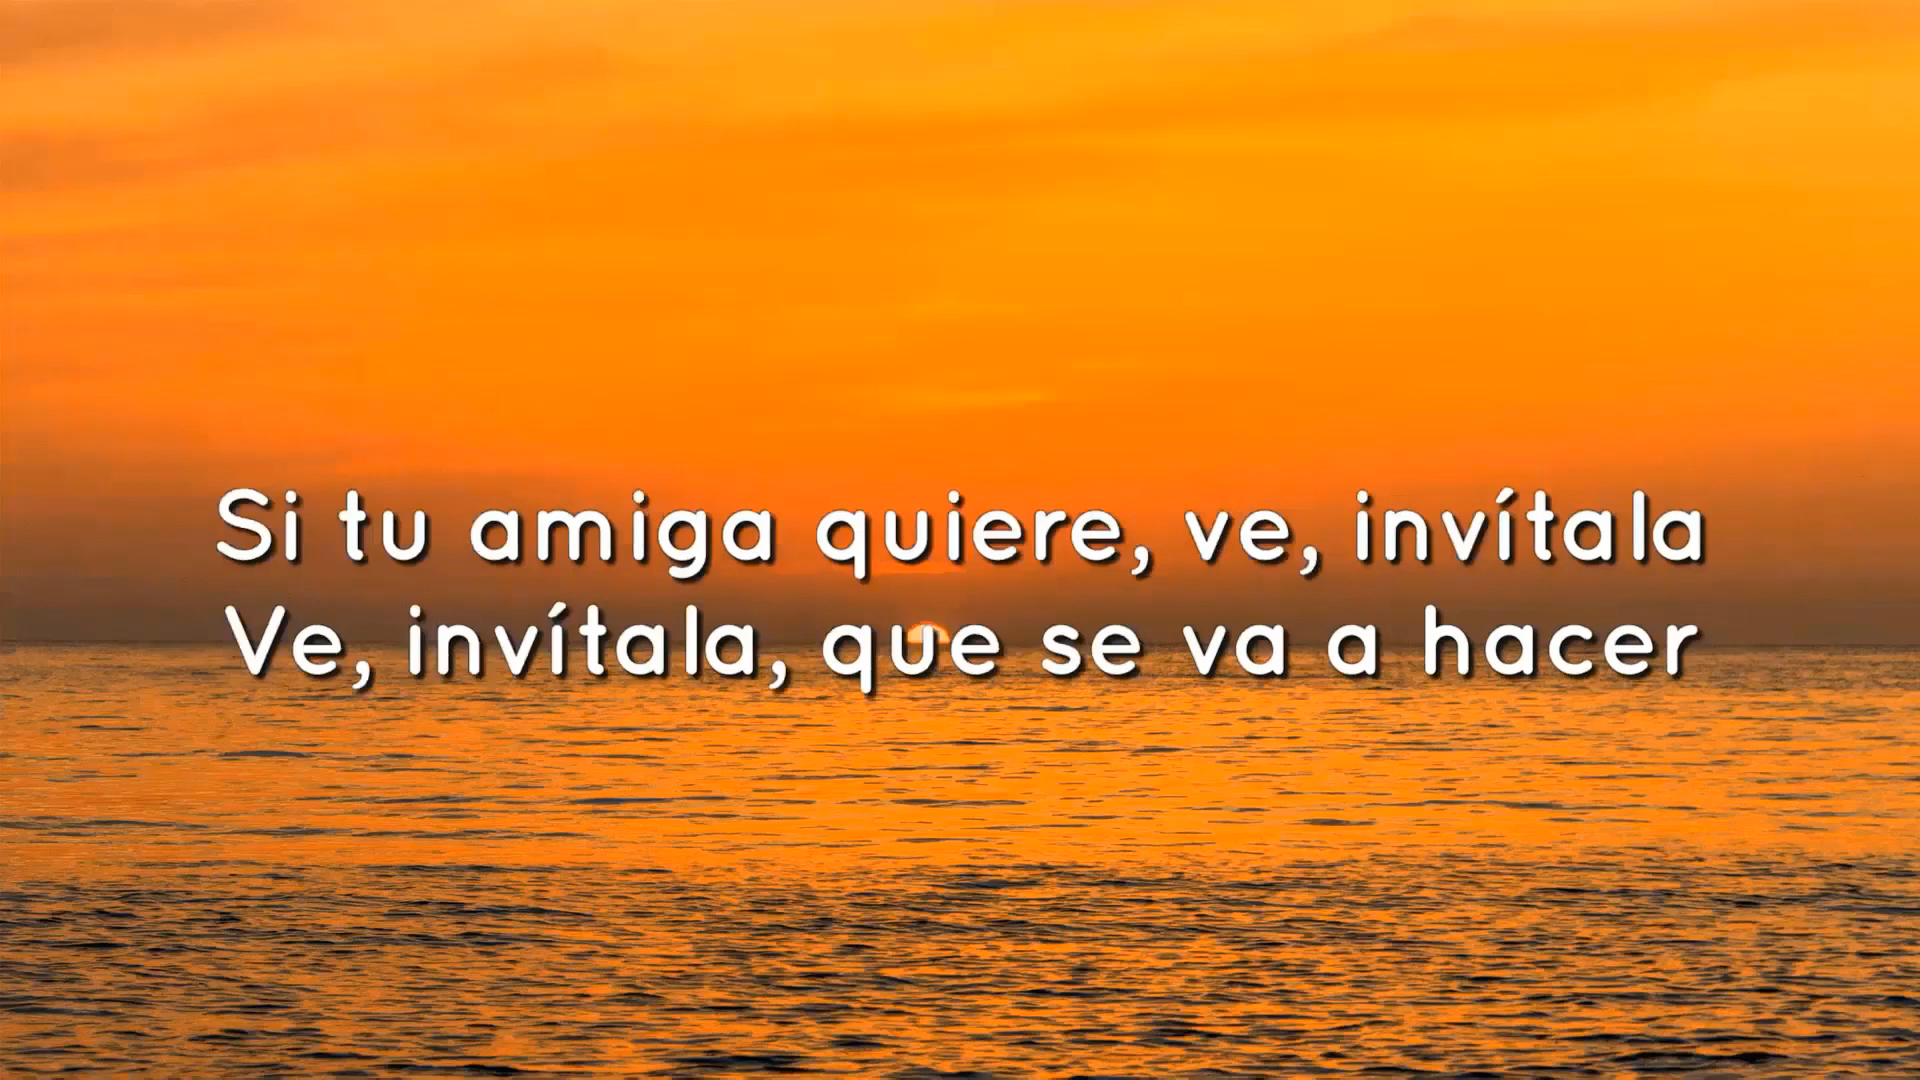 Si tu amiga quiere, ve, invítala
Ve, invítala, que se va a hacer